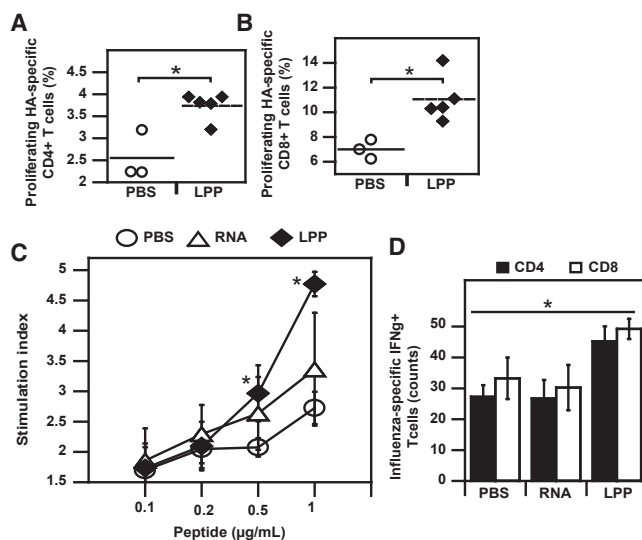 A
Proliferating HA-specific
CD4+ T cells (%)
4.5
4
3.5
3
2.5
2
*
PBS
LPP
B
Proliferating HA-specific
CD8+ T cells (%)
14
12
10
8
6
*
PBS
LPP
C
PBS
RNA
LPP
Stimulation index
5
4.5
4
3.5
3
2.5
2
1.5
*
*
0.1
0.2
0.5
1
Peptide (µg/mL)
D
CD4
CD8
Influenza-specific IFNg+
Tcells (counts)
50
40
30
20
10
0
*
PBS
RNA
LPP